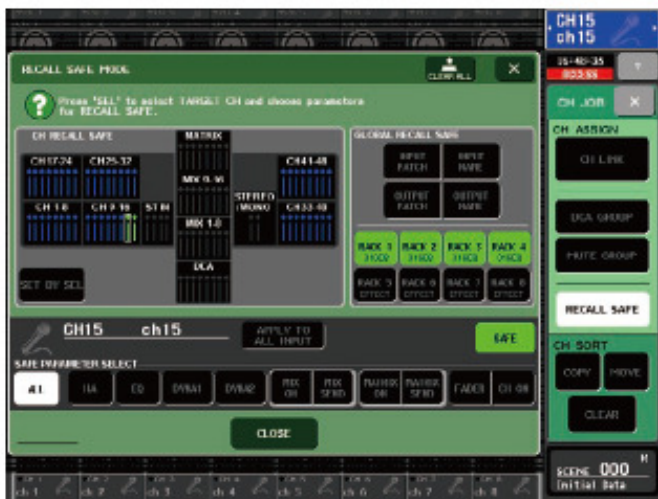 CH15
ch15
RECALL SAFE MODE
CLEAR ALL
Press "SEL" to select TARGET CH and choose parameters
for RECALL SAFE.
CH RECALL SAFE
MATRIX
CH17-24
CH25-32
CH41-48
MIX 9-16
STEREO
/MONO
CH 1-8
CH 9-16
ST IN
MIX 1-8
CH33-40
DCA
SET BY SEL
GLOBAL RECALL SAFE
INPUT
PATCH
INPUT
NAME
OUTPUT
PATCH
OUTPUT
NAME
RACK 1
RACK 2
RACK 3
RACK 4
RACK 5
EFFECT
RACK 6
EFFECT
RACK 7
EFFECT
RACK 8
EFFECT
CH15
ch15
APPLY TO
ALL INPUT
SAFE
SAFE PARAMETER SELECT
ALL
HA
EQ
DYNA1
DYNA2
MIX
ON
MIX
SEND
MATRIX
ON
MATRIX
SEND
FADER
CH ON
CLOSE
CH JOB
CH ASSIGN
CH LINK
DCA GROUP
MUTE GROUP
RECALL SAFE
CH SORT
COPY
MOVE
CLEAR
SCENE 000
Initial Data
ch 1
ch 2
ch 3
ch 4
ch 5
ch 6
ch 7
ch 8